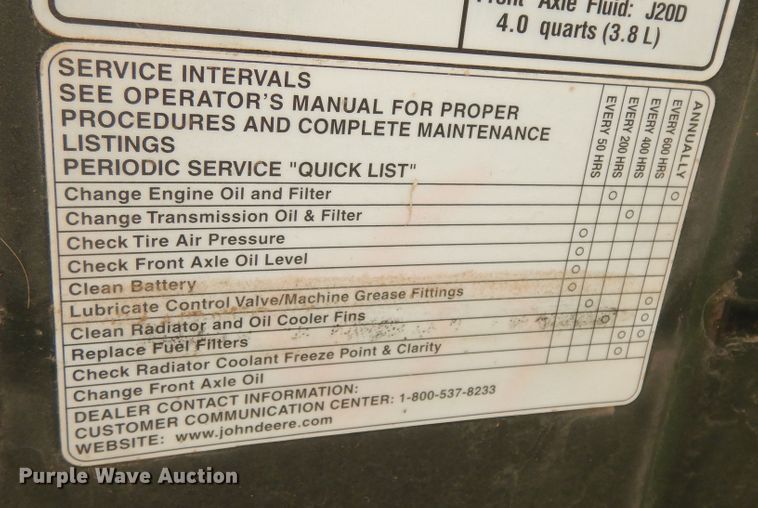 Front Axle Fluid: J20D
4.0 quarts (3.8 L)
SERVICE INTERVALS
SEE OPERATOR'S MANUAL FOR PROPER
PROCEDURES AND COMPLETE MAINTENANCE
LISTINGS
PERIODIC SERVICE "QUICK LIST"
EVERY 50 HRS
EVERY 200 HRS
EVERY 400 HRS
EVERY 600 HRS
ANNUALLY
Change Engine Oil and Filter
Change Transmission Oil & Filter
Check Tire Air Pressure
Check Front Axle Oil Level
Clean Battery
Lubricate Control Valve/Machine Grease Fittings
Clean Radiator and Oil Cooler Fins
Replace Fuel Filters
Check Radiator Coolant Freeze Point & Clarity
Change Front Axle Oil
DEALER CONTACT INFORMATION:
CUSTOMER COMMUNICATION CENTER: 1-800-537-8233
WEBSITE: www.johndeere.com
Purple Wave Auction